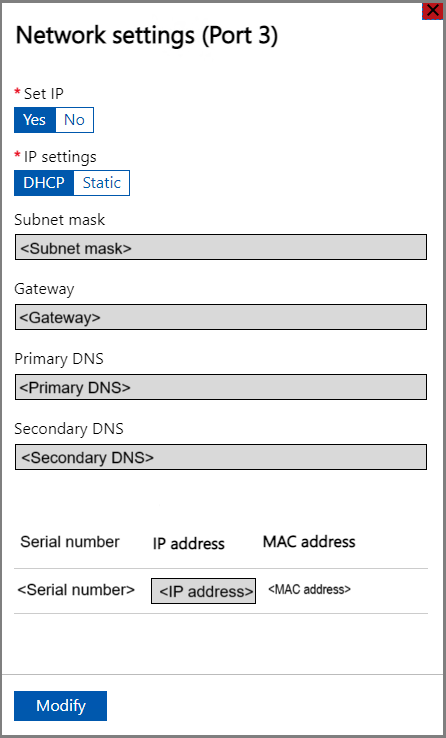 Network settings (Port 3)
* Set IP
Yes No
* IP settings
DHCP Static
Subnet mask
<Subnet mask>
Gateway
<Gateway>
Primary DNS
<Primary DNS>
Secondary DNS
<Secondary DNS>
Serial number IP address MAC address
<Serial number> <IP address> <MAC address>
Modify